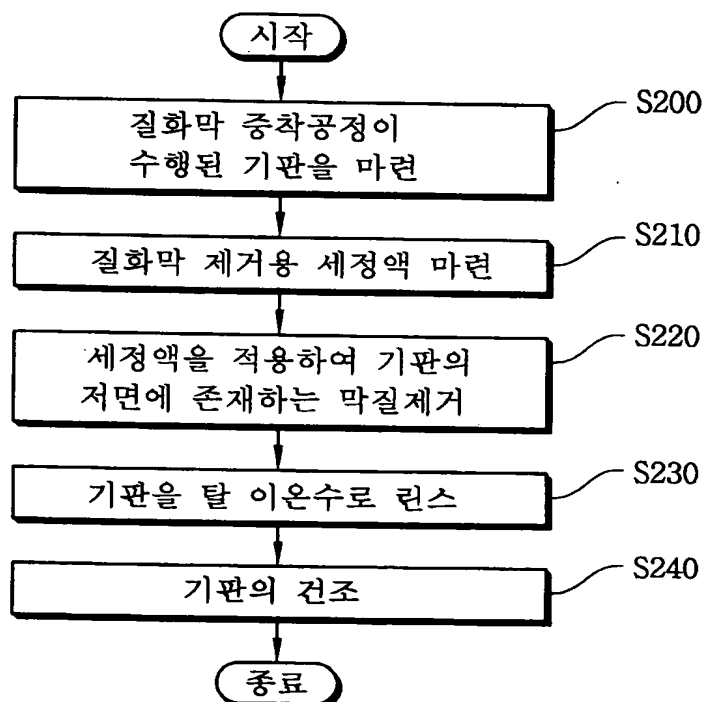 시작
S200
질화막 증착공정이
수행된 기판을 마련
S210
질화막 제거용 세정액 마련
S220
세정액을 적용하여 기판의
저면에 존재하는 막질제거
S230
기판을 탈 이온수로 린스
S240
기판의 건조
종료